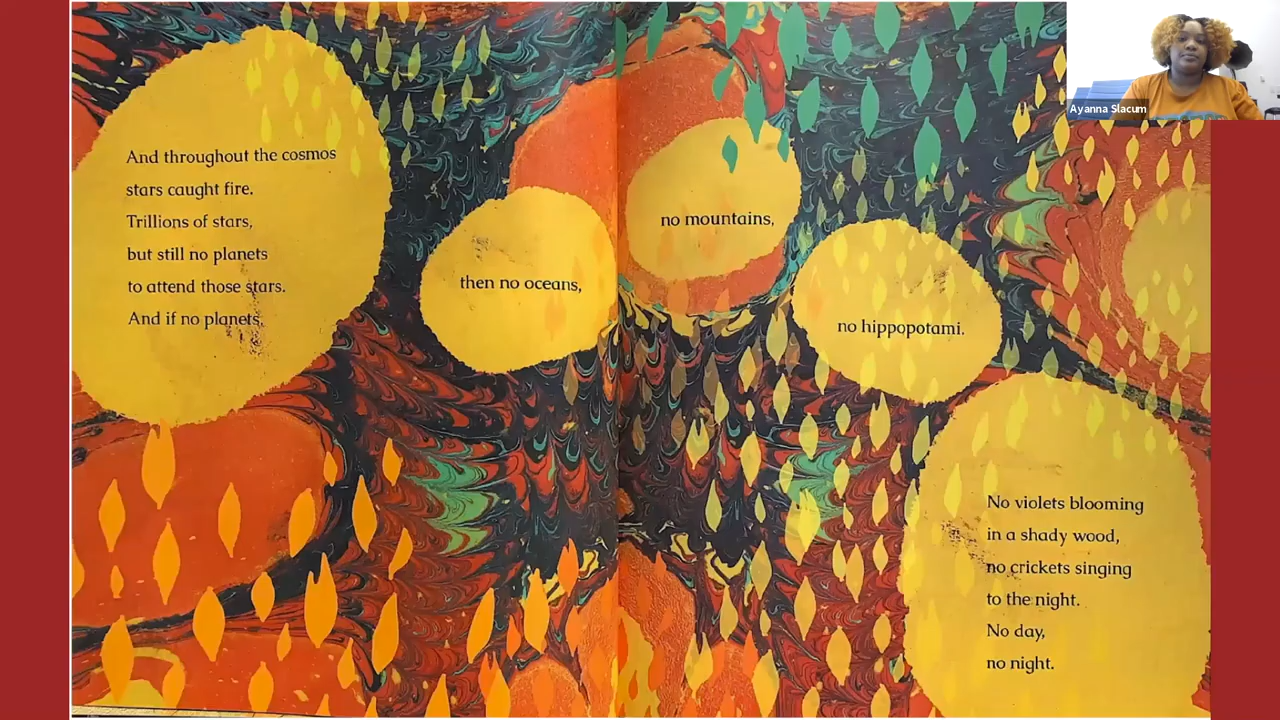 And throughout the cosmos
stars caught fire.
Trillions of stars,
but still no planets
to attend those stars.
And if no planets,
then no oceans,
no mountains,
no hippopotami.
No violets blooming
in a shady wood,
no crickets singing
to the night.
No day,
no night.
Ayanna Slacum